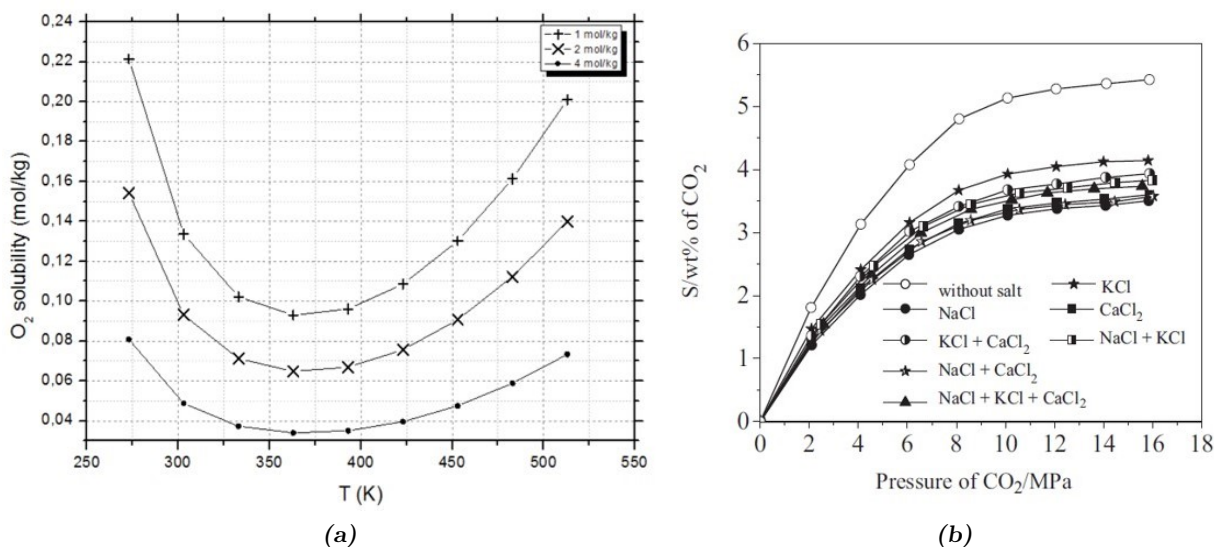 0,24
0,22
0,20
0,18
0,16
0,14
0,12
0,10
0,08
0,06
0,04
O2 solubility (mol/kg)
1 mol/kg
2 mol/kg
4 mol/kg
250 300 350 400 450 500 550
T (K)
(a)
6
5
4
3
2
1
0
S/wt% of CO2
without salt
KCl
NaCl
CaCl2
KCl + CaCl2
NaCl + KCl
NaCl + CaCl2
NaCl + KCl + CaCl2
0 2 4 6 8 10 12 14 16 18
Pressure of CO2/MPa
(b)